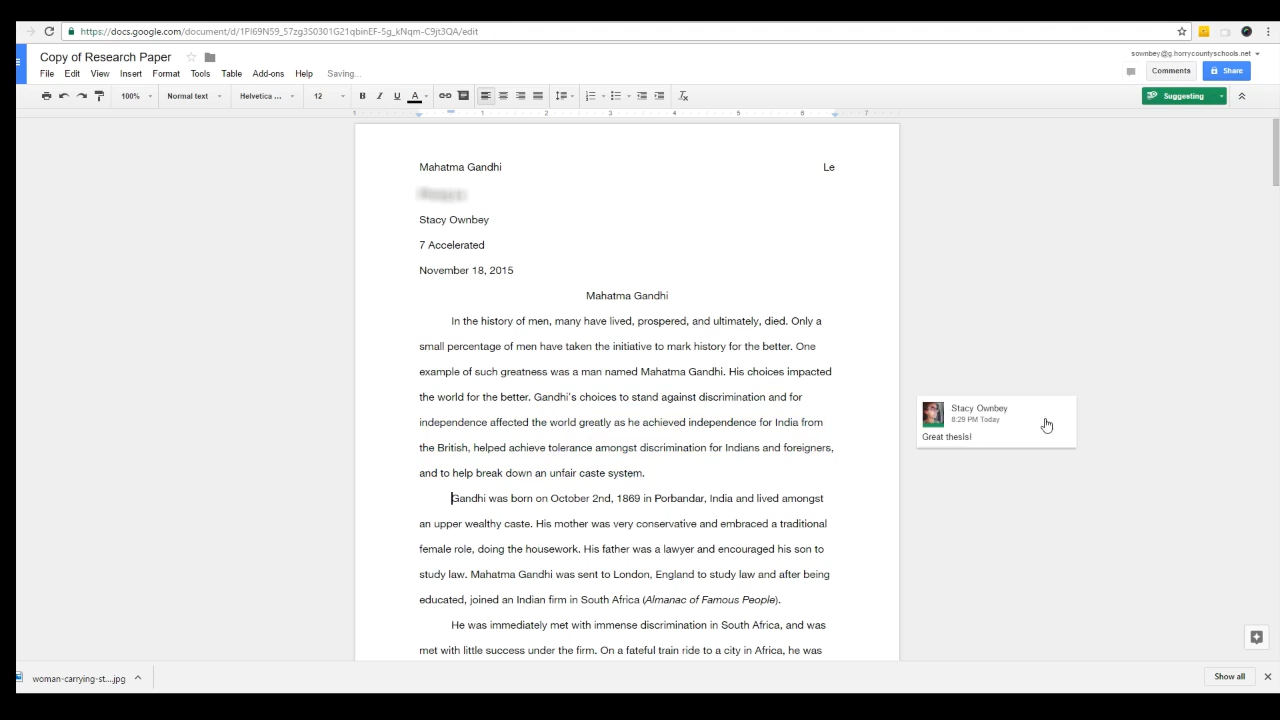 https://docs.google.com/document/d/1PI69N59_57zg3S0301G21qbinEF-5g_kNqm-C9jt3QA/edit
Copy of Research Paper
sownbey@g.horrycountyschools.net
File Edit View Insert Format Tools Table Add-ons Help Saving...
Comments Share
100% Normal text Helvetica ... 12 B I U A Suggesting
1 1 2 3 4 5 6 7
Mahatma Gandhi Le
Stacy Ownbey
7 Accelerated
November 18, 2015
Mahatma Gandhi
In the history of men, many have lived, prospered, and ultimately, died. Only a
small percentage of men have taken the initiative to mark history for the better. One
example of such greatness was a man named Mahatma Gandhi. His choices impacted
the world for the better. Gandhi's choices to stand against discrimination and for
independence affected the world greatly as he achieved independence for India from
the British, helped achieve tolerance amongst discrimination for Indians and foreigners,
and to help break down an unfair caste system.
Stacy Ownbey
8:29 PM Today
Great thesis!
Gandhi was born on October 2nd, 1869 in Porbandar, India and lived amongst
an upper wealthy caste. His mother was very conservative and embraced a traditional
female role, doing the housework. His father was a lawyer and encouraged his son to
study law. Mahatma Gandhi was sent to London, England to study law and after being
educated, joined an Indian firm in South Africa (Almanac of Famous People).
He was immediately met with immense discrimination in South Africa, and was
met with little success under the firm. On a fateful train ride to a city in Africa, he was
woman-carrying-st....jpg
Show all